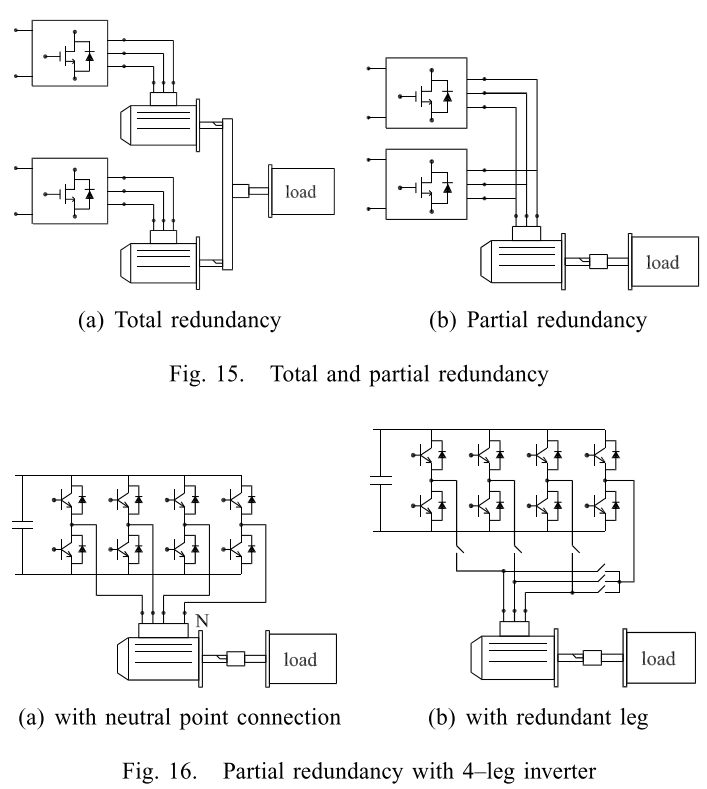 load
load
(a) Total redundancy
(b) Partial redundancy
Fig. 15. Total and partial redundancy
N
load
load
(a) with neutral point connection
(b) with redundant leg
Fig. 16. Partial redundancy with 4–leg inverter